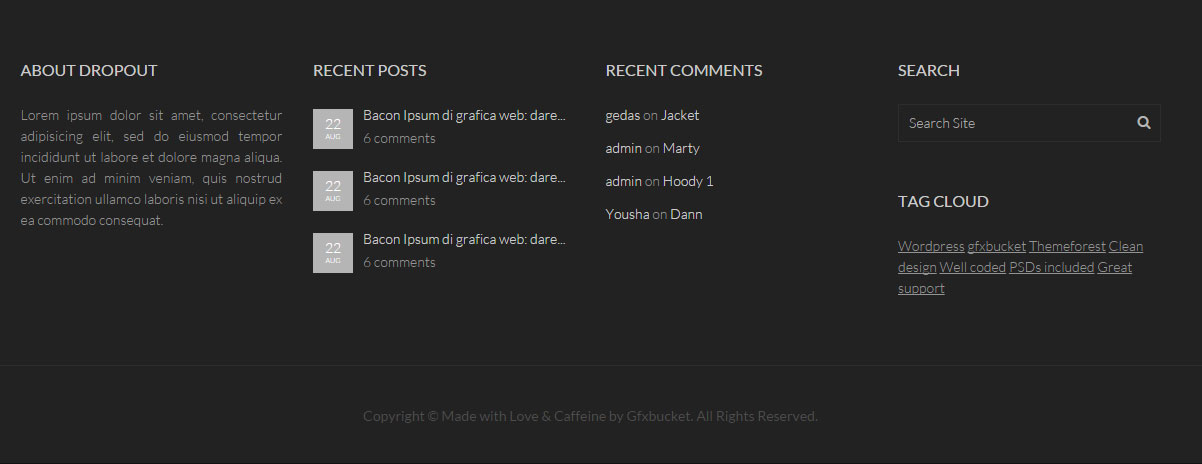 ABOUT DROPOUT
Lorem ipsum dolor sit amet, consectetur
adipisicing elit, sed do eiusmod tempor
incididunt ut labore et dolore magna aliqua.
Ut enim ad minim veniam, quis nostrud
exercitation ullamco laboris nisi ut aliquip ex
ea commodo consequat.
RECENT POSTS
22
AUG
Bacon Ipsum di grafica web: dare...
6 comments
22
AUG
Bacon Ipsum di grafica web: dare...
6 comments
22
AUG
Bacon Ipsum di grafica web: dare...
6 comments
RECENT COMMENTS
gedas on Jacket
admin on Marty
admin on Hoody 1
Yousha on Dann
SEARCH
Search Site
TAG CLOUD
Wordpress gfxbucket Themeforest Clean
design Well coded PSDs included Great
support
Copyright © Made with Love & Caffeine by Gfxbucket. All Rights Reserved.